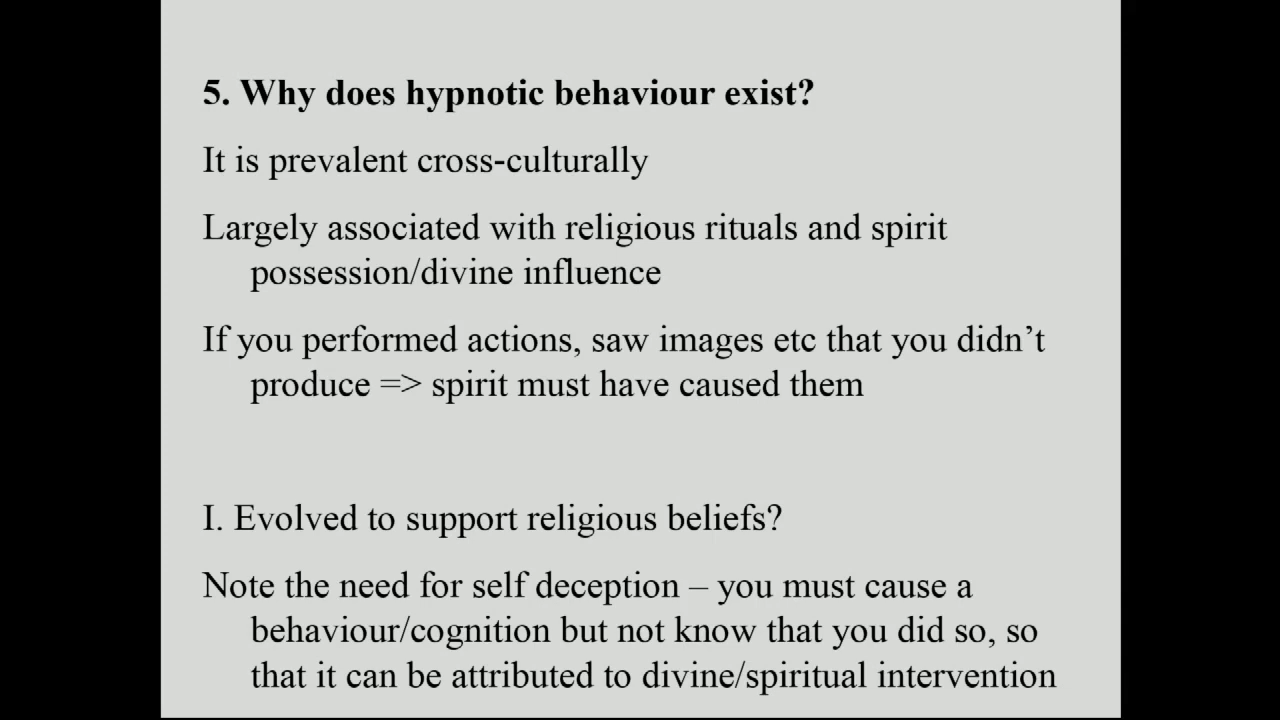 5. Why does hypnotic behaviour exist?
It is prevalent cross-culturally
Largely associated with religious rituals and spirit
possession/divine influence
If you performed actions, saw images etc that you didn’t
produce => spirit must have caused them
I. Evolved to support religious beliefs?
Note the need for self deception – you must cause a
behaviour/cognition but not know that you did so, so
that it can be attributed to divine/spiritual intervention